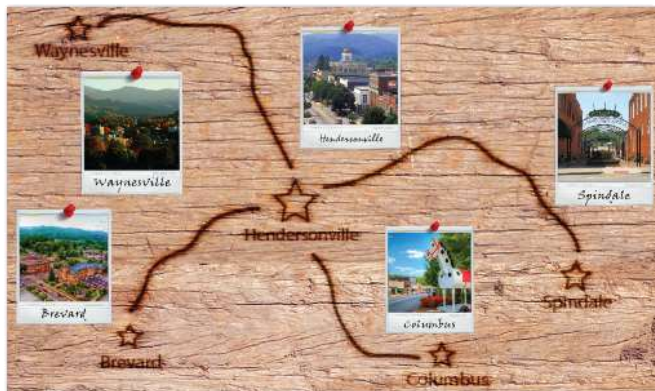 Waynesville
Hendersonville
Waynesville
Spindale
Hendersonville
Brevard
Columbus
Spindale
Brevard
Columbus